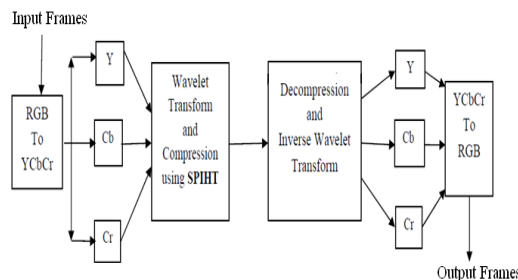 Input Frames
RGB
To
YCbCr
Y
Cb
Cr
Wavelet
Transform
and
Compression
using SPIHT
Decompression
and
Inverse Wavelet
Transform
Y
Cb
Cr
YCbCr
To
RGB
Output Frames